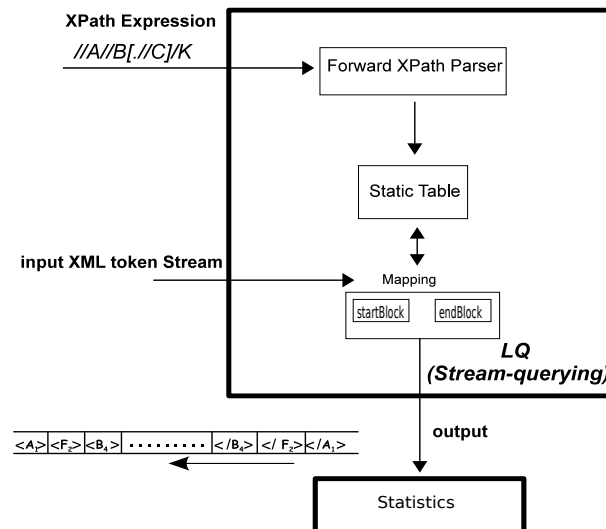 XPath Expression
//A//B[.//C]/K
Forward XPath Parser
Static Table
input XML token Stream
Mapping
startBlock endBlock
LQ
(Stream-querying)
output
<A₁> <F₂> <B₄> ......... </B₄> </ F₂> </A₁>
Statistics